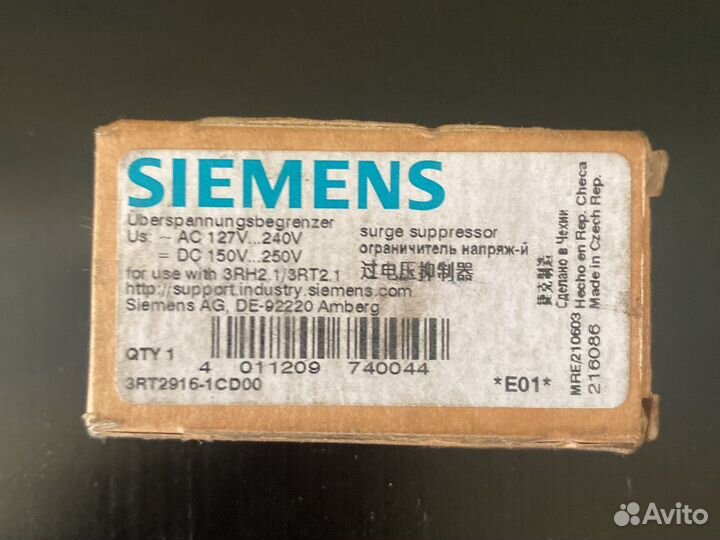 SIEMENS
Überspannungsbegrenzer
Us: ~ AC 127V...240V
= DC 150V...250V
for use with 3RH2.1/3RT2.1
http://support.industry.siemens.com
Siemens AG, DE-92220 Amberg
surge suppressor
ограничитель напряж-й
过电压抑制器
QTY 1
4 011209 740044
3RT2916-1CD00
*E01*
捷克制造
Сделано в Чехии
MRE/210603 Hecho en Rep. Checa
216086 Made in Czech Rep.
Avito